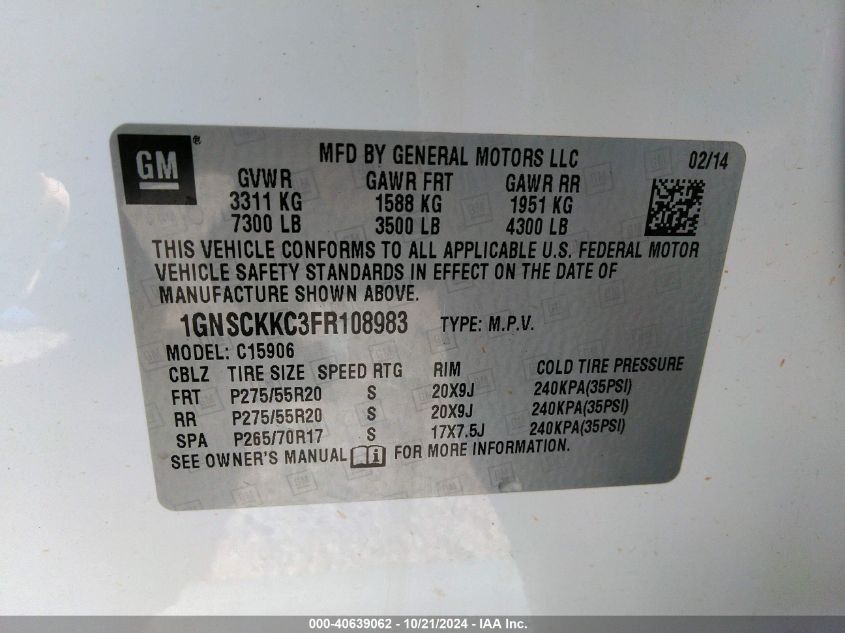 GM®
MFD BY GENERAL MOTORS LLC 02/14
GVWR GAWR FRT GAWR RR
3311 KG 1588 KG 1951 KG
7300 LB 3500 LB 4300 LB
THIS VEHICLE CONFORMS TO ALL APPLICABLE U.S. FEDERAL MOTOR
VEHICLE SAFETY STANDARDS IN EFFECT ON THE DATE OF
MANUFACTURE SHOWN ABOVE.
1GNSCKKC3FR108983 TYPE: M.P.V.
MODEL: C15906
CBLZ TIRE SIZE SPEED RTG RIM COLD TIRE PRESSURE
FRT P275/55R20 S 20X9J 240KPA(35PSI)
RR P275/55R20 S 20X9J 240KPA(35PSI)
SPA P265/70R17 S 17X7.5J 240KPA(35PSI)
SEE OWNER'S MANUAL FOR MORE INFORMATION.
000-40639062 - 10/21/2024 - IAA Inc.